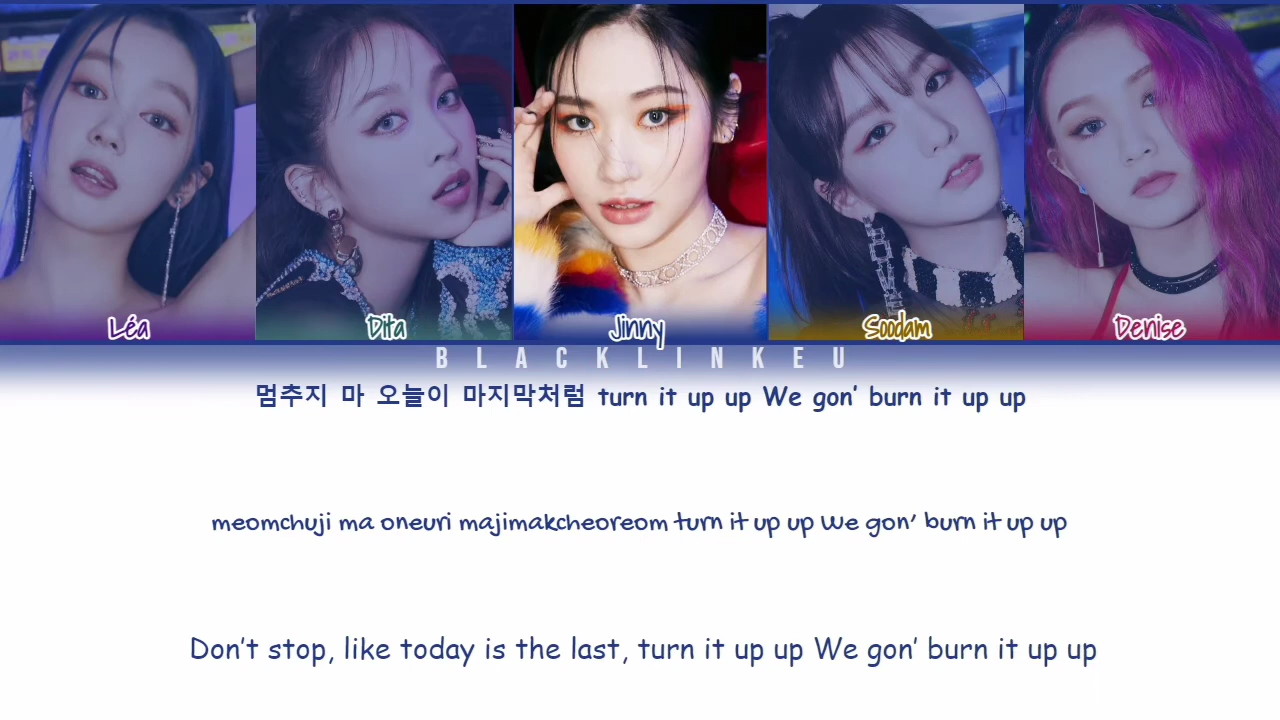 Léa
Dita
Jinny
Soodam
Denise
BLACKLINKEU
멈추지 마 오늘이 마지막처럼 turn it up up We gon’ burn it up up
meomchuji ma oneuri majimakcheoreom turn it up up We gon’ burn it up up
Don’t stop, like today is the last, turn it up up We gon’ burn it up up